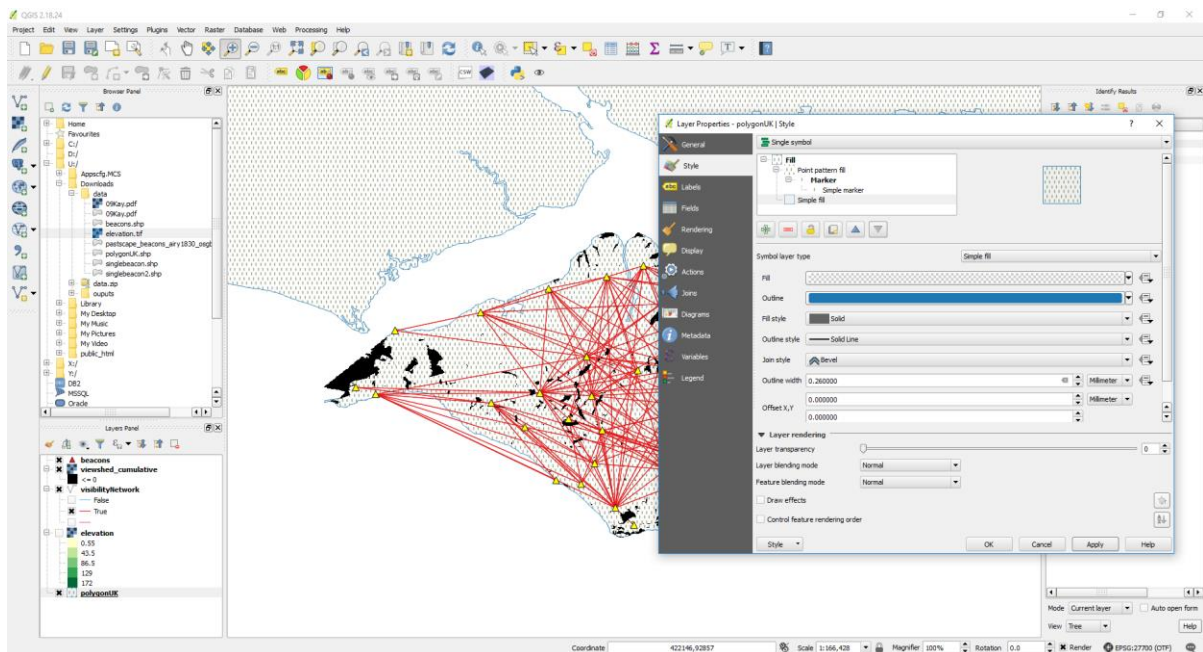 QGIS 2.18.24
Project Edit View Layer Settings Plugins Vector Raster Database Web Processing Help
Browser Panel
Home
Favourites
C:/
D:/
U:/
Appscfg.MCS
Downloads
data
09Kay.pdf
09Kay.pdf
beacons.shp
elevation.tif
pastscape_beacons_airy1830_osgb
polygonUK.shp
singlebeacon.shp
singlebeacon2.shp
data.zip
ouputs
Library
My Desktop
My Music
My Pictures
My Video
public_html
X:/
Y:/
DB2
MSSQL
Oracle
Layers Panel
beacons
viewshed_cumulative
<= 0
visibilityNetwork
False
True
elevation
0.55
43.5
86.5
129
172
polygonUK
Identify Results
Layer Properties - polygonUK | Style
General
Style
Labels
Fields
Rendering
Display
Actions
Joins
Diagrams
Metadata
Variables
Legend
Single symbol
Fill
Point pattern fill
Marker
Simple marker
Simple fill
Symbol layer type Simple fill
Fill
Outline
Fill style Solid
Outline style Solid Line
Join style Bevel
Outline width 0.260000 Millimeter
Offset X,Y 0.000000 Millimeter
0.000000
Layer rendering
Layer transparency 0
Layer blending mode Normal
Feature blending mode Normal
Draw effects
Control feature rendering order
Style OK Cancel Apply Help
Mode Current layer Auto open form
View Tree Help
Coordinate 422146,92857 Scale 1:166,428 Magnifier 100% Rotation 0.0 Render EPSG:27700 (OTF)